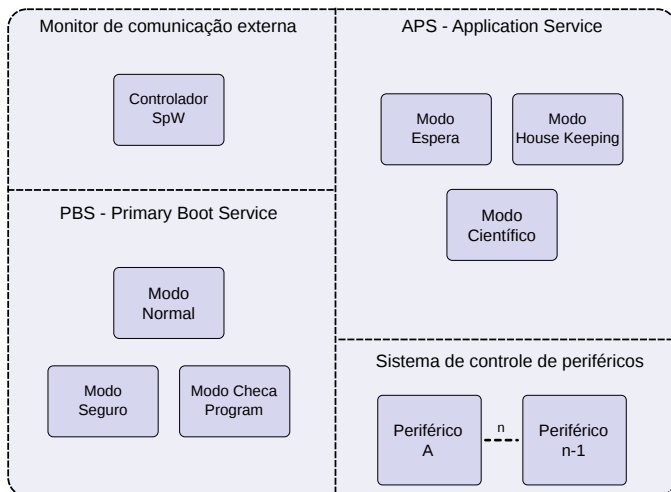 Monitor de comunicação externa
Controlador
SpW
APS - Application Service
Modo
Espera
Modo
House Keeping
Modo
Científico
PBS - Primary Boot Service
Modo
Normal
Modo
Seguro
Modo Checa
Program
Sistema de controle de periféricos
Periférico
A
n
Periférico
n-1